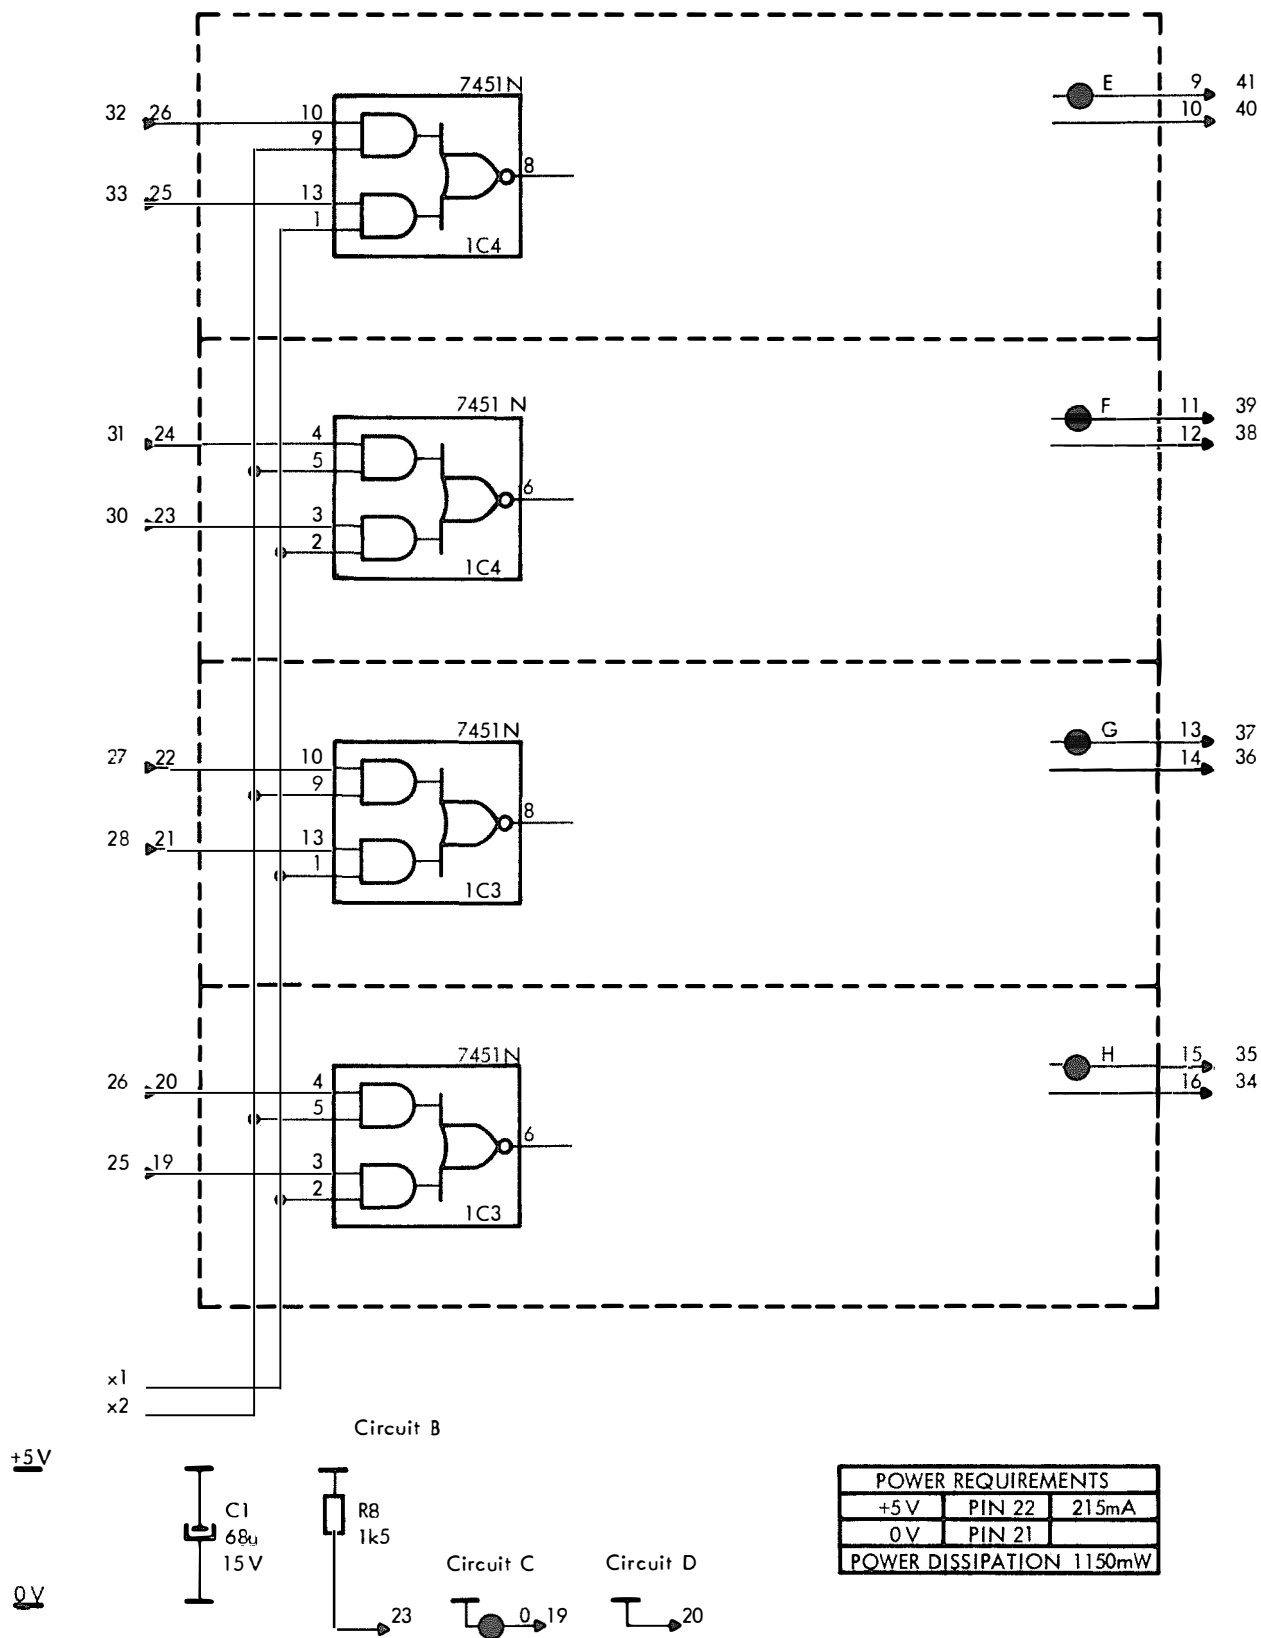 7451N
E 9 41
32 26 10
10 40
9
8
33 25 13
1
1C4
7451 N
F 11 39
31 24 4
12 38
5
6
30 23 3
2
1C4
7451N
G 13 37
27 22 10
14 36
9
8
28 21 13
1
1C3
7451N
H 15 35
26 20 4
16 34
5
6
25 19 3
2
1C3
x1
x2
Circuit B
+5V
POWER REQUIREMENTS
+5 V PIN 22 215mA
0 V PIN 21
POWER DISSIPATION 1150mW
C1
68u
15 V
R8
1k5
Circuit C
Circuit D
0 V
23
0 19
20